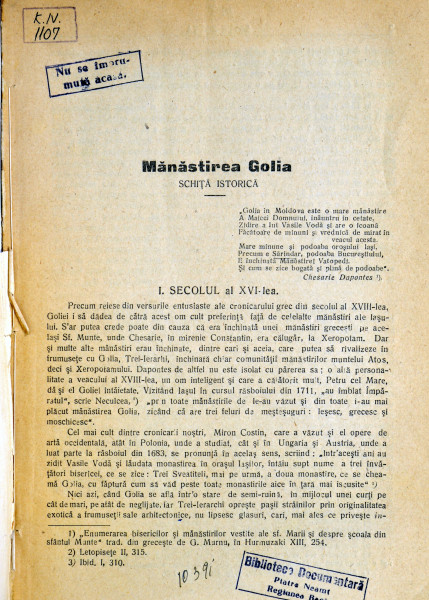 K.N.
1107
Nu se împru-
mută acasă.
Mănăstirea Golia
SCHIȚĂ ISTORICĂ
„Golia în Moldova este o mare mănăstire
A Matei Domnului, înăuntru în cetate,
Zidire a lui Vasile Vodă și are o icoană
Făcătoare de minuni și vrednică de mirat în
veacul acesta.
Mare minune și podoaba orașului Iași,
Precum e Sărindar, podoaba Bucureștiului,
E închinată Mănăstirei Vatoped.
Și cum se zice bogată și plină de podoabe“.
Chesarie Dapontes ¹).
I. SECOLUL al XVI-lea.
Precum reiese din versurile entusiaste ale cronicarului grec din secolul al XVIII-lea,
Goliei i să dădea de cătră acest om cult preferință față de celelalte mănăstiri ale Iașu-
lui. S'ar putea crede poate din cauza că era închinată unei mănăstiri grecești pe ace-
lași Sf. Munte, unde Chesarie, în mirenie Constantin, era călugăr, la Xeropotam. Dar
și multe alte mănăstiri erau închinate, dintre cari și aceia, care putea să rivalizeze în
frumusețe cu Golia, Trei-Ierarhi, închinară chiar comunității mănăstirilor muntelui Atos,
deci și Xeropotamului. Dapontes de altfel nu este isolat cu părerea sa; o altă persona-
litate a veacului al XVIII-lea, un om inteligent și care a călătorit mult, Petru cel Mare,
dă și el Goliei întâietate. Vizitând Iașul în cursul răsboiului din 1711, „au îmblat Împă-
ratul“, scrie Neculcea, ²) „prin toate mănăstirile de le-au văzut și din toate i-au mai
plăcut mănăstirea Golia, zicând că are trei feluri de meșteșuguri: leșesc, grecesc și
moschicesc“.
Cel mai cult dintre cronicarii noștri, Miron Costin, care a văzut și el opere de
artă occidentală, atât în Polonia, unde a studiat, cât și în Ungaria și Austria, unde a
luat parte la răsboiul din 1683, se pronunță în acelaș sens, scriind: „Intr'acești ani au
zidit Vasile Vodă și lăudata monastire în orașul Iașilor, întâiu supt nume a trei învă-
țători bisericei, ce se zice: Trei Sveatiteli, mo pe urmă, a doua monastire, ce se chea-
mă Golia, cu făptură cum să văd peste toate monastirile aice în țară mai iscusite“ ³)
Nici azi, când Golia se află într'o stare de semi-ruină, în mijlocul unei curți pe
cât de mari, pe atât de neglijate, iar Trei-Ierarhi oprește pașii străinilor prin originalitatea
exotică a frumuseții sale arhitectonice, nu lipsesc glasuri, cari, mai ales ce privește în-
1) „Enumerarea bisericilor și mănăstirilor vestite ale sf. Marii și despre școala din
sfântul Munte“ trad. din grecește de G. Murnu, în Hurmuzaki XIII, 254.
2) Letopisețe II, 315.
3) Ibid. I, 310.
Biblioteca Documentară
Piatra Neamț
Regiunea